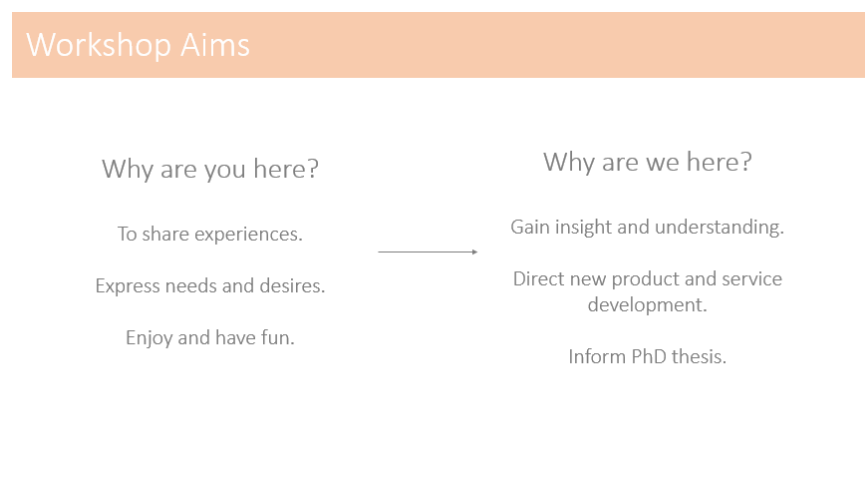 Workshop Aims
Why are you here?
To share experiences.
Express needs and desires.
Enjoy and have fun.
Why are we here?
Gain insight and understanding.
Direct new product and service
development.
Inform PhD thesis.